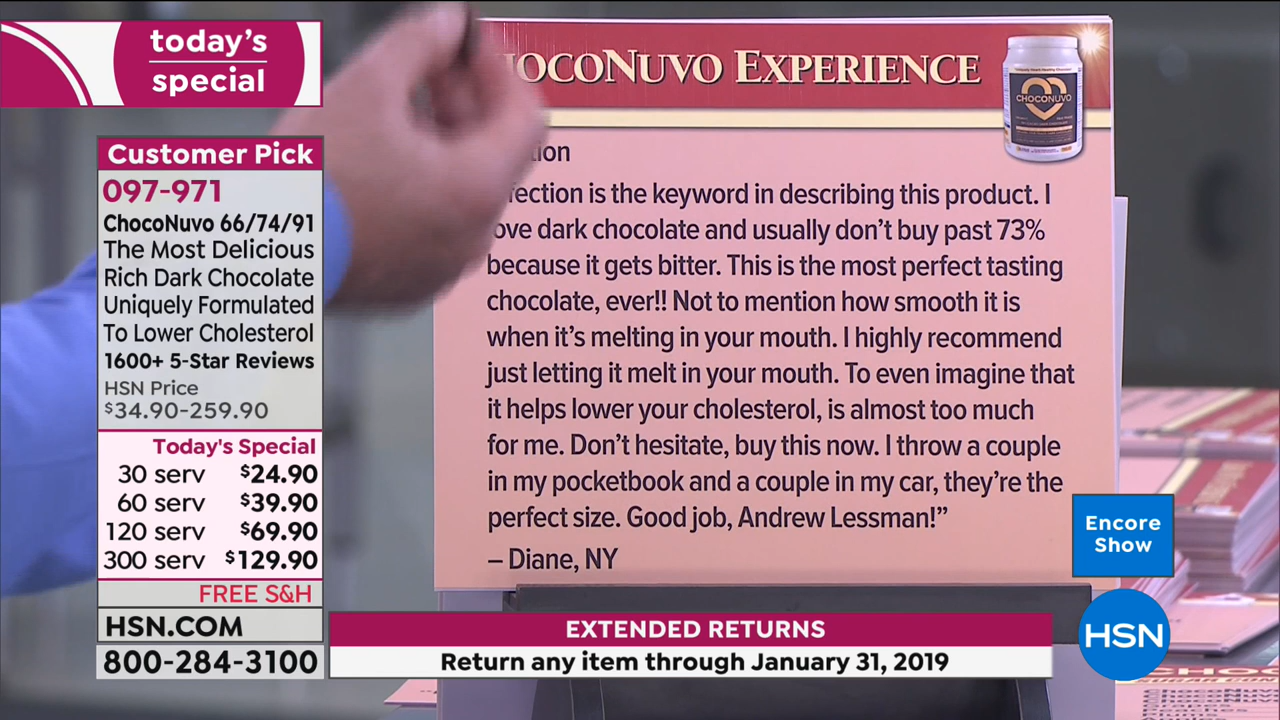 today's
special
Customer Pick
097-971
ChocoNuvo 66/74/91
The Most Delicious
Rich Dark Chocolate
Uniquely Formulated
To Lower Cholesterol
1600+ 5-Star Reviews
HSN Price
$34.90-259.90
Today's Special
30 serv $24.90
60 serv $39.90
120 serv $69.90
300 serv $129.90
FREE S&H
HSN.COM
800-284-3100
OCONUVO EXPERIENCE
CHOCONUVO
tion
fection is the keyword in describing this product. I
ove dark chocolate and usually don't buy past 73%
because it gets bitter. This is the most perfect tasting
chocolate, ever!! Not to mention how smooth it is
when it's melting in your mouth. I highly recommend
just letting it melt in your mouth. To even imagine that
it helps lower your cholesterol, is almost too much
for me. Don't hesitate, buy this now. I throw a couple
in my pocketbook and a couple in my car, they're the
perfect size. Good job, Andrew Lessman!"
– Diane, NY
Encore
Show
HSN
EXTENDED RETURNS
Return any item through January 31, 2019